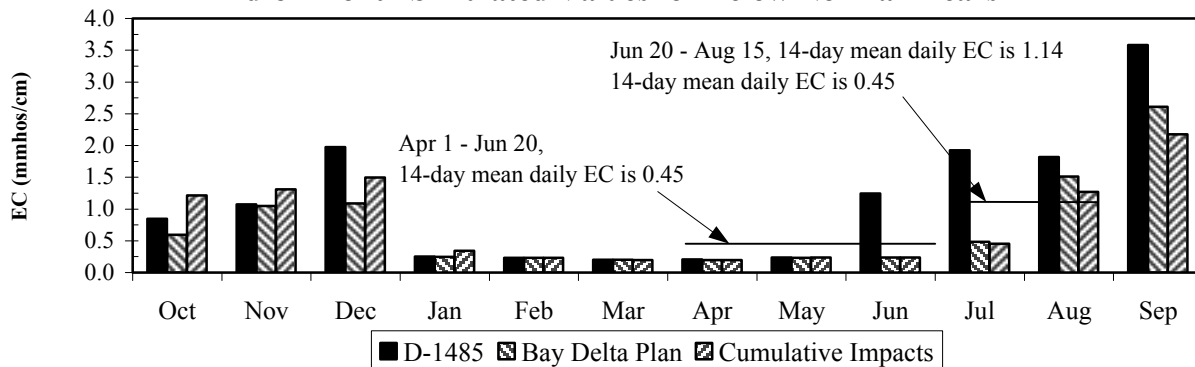 4.0
3.5
3.0
2.5
2.0
1.5
1.0
0.5
0.0
EC (mmhos/cm)
Jun 20 - Aug 15, 14-day mean daily EC is 1.14
14-day mean daily EC is 0.45
Apr 1 - Jun 20,
14-day mean daily EC is 0.45
Oct Nov Dec Jan Feb Mar Apr May Jun Jul Aug Sep
D-1485 Bay Delta Plan Cumulative Impacts